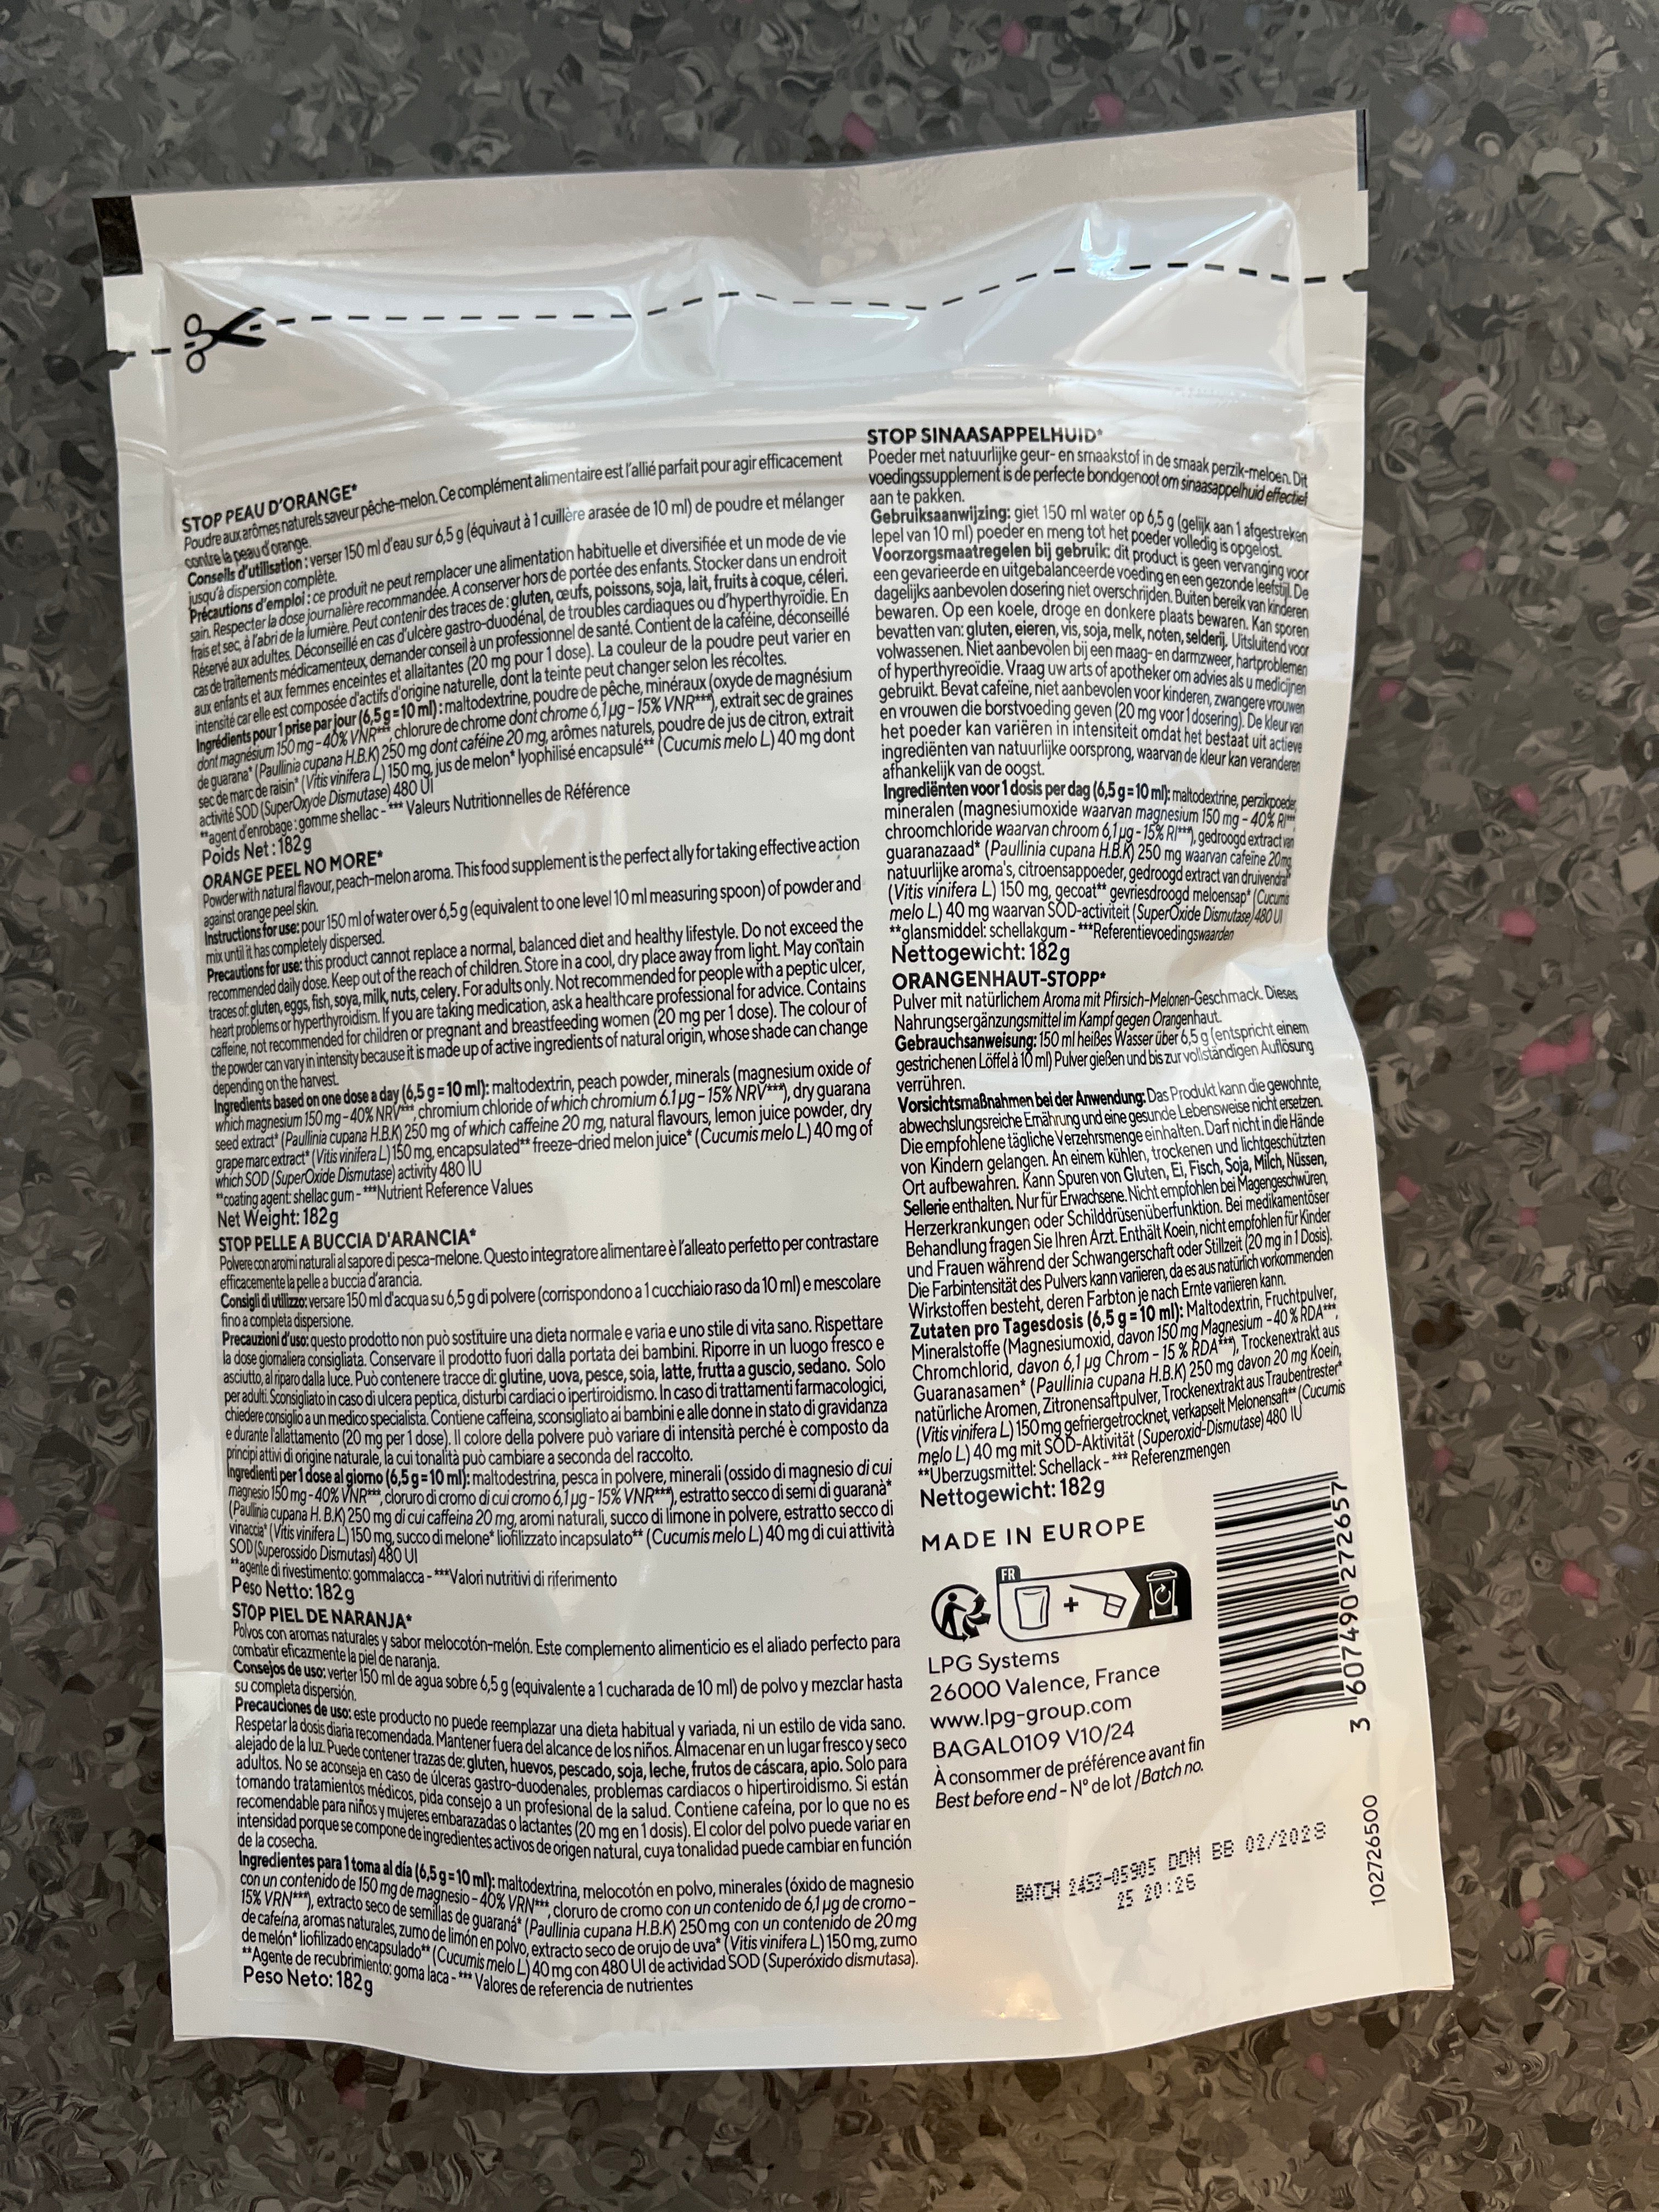 STOP PEAU D'ORANGE*
Poudre aux arômes naturels saveur pêche-melon. Ce complément alimentaire est l'allié parfait pour agir efficacement
contre la peau d'orange.
Conseils d'utilisation : verser 150 ml d'eau sur 6,5 g (équivaut à 1 cuillère arasée de 10 ml) de poudre et mélanger
jusqu'à dispersion complète.
Précautions d'emploi : ce produit ne peut remplacer une alimentation habituelle et diversifiée et un mode de vie
sain. Respecter la dose journalière recommandée. A conserver hors de portée des enfants. Stocker dans un endroit
frais et sec, à l'abri de la lumière. Peut contenir des traces de : gluten, œufs, poissons, soja, lait, fruits à coque, céleri.
Réservé aux adultes. Déconseillé en cas d'ulcère gastro-duodénal, de troubles cardiaques ou d'hyperthyroïdie. En
cas de traitements médicamenteux, demander conseil à un professionnel de santé. Contient de la caféine, déconseillé
aux enfants et aux femmes enceintes et allaitantes (20 mg pour 1 dose). La couleur de la poudre peut varier en
intensité car elle est composée d'actifs d'origine naturelle, dont la teinte peut changer selon les récoltes.
Ingrédients pour 1 prise par jour (6,5 g = 10 ml) : maltodextrine, poudre de pêche, minéraux (oxyde de magnésium
dont magnésium 150 mg - 40% VNR***, chlorure de chrome dont chrome 6,1 µg - 15% VNR***), extrait sec de graines
de guarana* (Paullinia cupana H.B.K) 250 mg dont caféine 20 mg, arômes naturels, poudre de jus de citron, extrait
sec de marc de raisin* (Vitis vinifera L) 150 mg, jus de melon* lyophilisé encapsulé** (Cucumis melo L) 40 mg dont
activité SOD (SuperOxyde Dismutase) 480 UI
**agent d'enrobage : gomme shellac - *** Valeurs Nutritionnelles de Référence
Poids Net : 182g
ORANGE PEEL NO MORE*
Powder with natural flavour, peach-melon aroma. This food supplement is the perfect ally for taking effective action
against orange peel skin.
Instructions for use: pour 150 ml of water over 6,5 g (equivalent to one level 10 ml measuring spoon) of powder and
mix until it has completely dispersed.
Precautions for use: this product cannot replace a normal, balanced diet and healthy lifestyle. Do not exceed the
recommended daily dose. Keep out of the reach of children. Store in a cool, dry place away from light. May contain
traces of: gluten, eggs, fish, soya, milk, nuts, celery. For adults only. Not recommended for people with a peptic ulcer,
heart problems or hyperthyroidism. If you are taking medication, ask a healthcare professional for advice. Contains
caffeine, not recommended for children or pregnant and breastfeeding women (20 mg per 1 dose). The colour of
the powder can vary in intensity because it is made up of active ingredients of natural origin, whose shade can change
depending on the harvest.
Ingredients based on one dose a day (6,5 g = 10 ml): maltodextrin, peach powder, minerals (magnesium oxide of
which magnesium 150 mg - 40% NRV***, chromium chloride of which chromium 6.1 µg - 15% NRV***), dry guarana
seed extract* (Paullinia cupana H.B.K) 250 mg of which caffeine 20 mg, natural flavours, lemon juice powder, dry
grape marc extract* (Vitis vinifera L) 150 mg, encapsulated** freeze-dried melon juice* (Cucumis melo L) 40 mg of
which SOD (SuperOxide Dismutase) activity 480 IU
**coating agent: shellac gum - ***Nutrient Reference Values
Net Weight: 182g
STOP PELLE A BUCCIA D'ARANCIA*
Polvere con aromi naturali al sapore di pesca-melone. Questo integratore alimentare è l'alleato perfetto per contrastare
efficacemente la pelle a buccia d'arancia.
Consigli di utilizzo: versare 150 ml d'acqua su 6,5 g di polvere (corrispondono a 1 cucchiaio raso da 10 ml) e mescolare
fino a completa dispersione.
Precauzioni d'uso: questo prodotto non può sostituire una dieta normale e varia e uno stile di vita sano. Rispettare
la dose giornaliera consigliata. Conservare il prodotto fuori dalla portata dei bambini. Riporre in un luogo fresco e
asciutto, al riparo dalla luce. Può contenere tracce di: glutine, uova, pesce, soia, latte, frutta a guscio, sedano. Solo
per adulti. Sconsigliato in caso di ulcera peptica, disturbi cardiaci o ipertiroidismo. In caso di trattamenti farmacologici,
chiedere consiglio a un medico specialista. Contiene caffeina, sconsigliato ai bambini e alle donne in stato di gravidanza
e durante l'allattamento (20 mg per 1 dose). Il colore della polvere può variare di intensità perché è composto da
principi attivi di origine naturale, la cui tonalità può cambiare a seconda del raccolto.
Ingredienti per 1 dose al giorno (6,5 g = 10 ml): maltodestrina, pesca in polvere, minerali (ossido di magnesio di cui
magnesio 150 mg - 40% VNR***, cloruro di cromo di cui cromo 6,1 µg - 15% VNR***), estratto secco di semi di guaranà*
(Paullinia cupana H. B.K) 250 mg di cui caffeina 20 mg, aromi naturali, succo di limone in polvere, estratto secco di
vinaccia* (Vitis vinifera L) 150 mg, succo di melone* liofilizzato incapsulato** (Cucumis melo L) 40 mg di cui attività
SOD (Superossido Dismutasi) 480 UI
**agente di rivestimento: gommalacca - ***Valori nutritivi di riferimento
Peso Netto: 182g
STOP PIEL DE NARANJA*
Polvos con aromas naturales y sabor melocotón-melón. Este complemento alimenticio es el aliado perfecto para
combatir eficazmente la piel de naranja.
Consejos de uso: verter 150 ml de agua sobre 6,5 g (equivalente a 1 cucharada de 10 ml) de polvo y mezclar hasta
su completa dispersión.
Precauciones de uso: este producto no puede reemplazar una dieta habitual y variada, ni un estilo de vida sano.
Respetar la dosis diaria recomendada. Mantener fuera del alcance de los niños. Almacenar en un lugar fresco y seco
alejado de la luz. Puede contener trazas de: gluten, huevos, pescado, soja, leche, frutos de cáscara, apio. Solo para
adultos. No se aconseja en caso de úlceras gastro-duodenales, problemas cardiacos o hipertiroidismo. Si están
tomando tratamientos médicos, pida consejo a un profesional de la salud. Contiene cafeína, por lo que no es
recomendable para niños y mujeres embarazadas o lactantes (20 mg en 1 dosis). El color del polvo puede variar en
intensidad porque se compone de ingredientes activos de origen natural, cuya tonalidad puede cambiar en función
de la cosecha.
Ingredientes para 1 toma al día (6,5 g = 10 ml): maltodextrina, melocotón en polvo, minerales (óxido de magnesio
con un contenido de 150 mg de magnesio - 40% VRN***, cloruro de cromo con un contenido de 6,1 µg de cromo -
15% VRN***), extracto seco de semillas de guaraná* (Paullinia cupana H.B.K) 250 mg con un contenido de 20 mg
de cafeína, aromas naturales, zumo de limón en polvo, extracto seco de orujo de uva* (Vitis vinifera L) 150 mg, zumo
de melón* liofilizado encapsulado** (Cucumis melo L) 40 mg con 480 UI de actividad SOD (Superóxido dismutasa).
**Agente de recubrimiento: goma laca - *** Valores de referencia de nutrientes
Peso Neto: 182g
STOP SINAASAPPELHUID*
Poeder met natuurlijke geur- en smaakstof in de smaak perzik-meloen. Dit
voedingssupplement is de perfecte bondgenoot om sinaasappelhuid effectief
aan te pakken.
Gebruiksaanwijzing: giet 150 ml water op 6,5 g (gelijk aan 1 afgestreken
lepel van 10 ml) poeder en meng tot het poeder volledig is opgelost.
Voorzorgsmaatregelen bij gebruik: dit product is geen vervanging voor
een gevarieerde en uitgebalanceerde voeding en een gezonde leefstijl. De
dagelijks aanbevolen dosering niet overschrijden. Buiten bereik van kinderen
bewaren. Op een koele, droge en donkere plaats bewaren. Kan sporen
bevatten van: gluten, eieren, vis, soja, melk, noten, selderij. Uitsluitend voor
volwassenen. Niet aanbevolen bij een maag- en darmzweer, hartproblemen
of hyperthyreoïdie. Vraag uw arts of apotheker om advies als u medicijnen
gebruikt. Bevat cafeïne, niet aanbevolen voor kinderen, zwangere vrouwen
en vrouwen die borstvoeding geven (20 mg voor 1 dosering). De kleur van
het poeder kan variëren in intensiteit omdat het bestaat uit actieve
ingrediënten van natuurlijke oorsprong, waarvan de kleur kan veranderen
afhankelijk van de oogst.
Ingrediënten voor 1 dosis per dag (6,5 g = 10 ml): maltodextrine, perzikpoeder,
mineralen (magnesiumoxide waarvan magnesium 150 mg - 40% RI***
chroomchloride waarvan chroom 6,1 µg - 15% RI***), gedroogd extract van
guaranazaad* (Paullinia cupana H.B.K) 250 mg waarvan cafeïne 20 mg,
natuurlijke aroma's, citroensappoeder, gedroogd extract van druivendraf*
(Vitis vinifera L) 150 mg, gecoat** gevriesdroogd meloensap* (Cucumis
melo L) 40 mg waarvan SOD-activiteit (SuperOxide Dismutase) 480 UI
**glansmiddel: schellakgum - ***Referentievoedingswaarden
Nettogewicht: 182g
ORANGENHAUT-STOPP*
Pulver mit natürlichem Aroma mit Pfirsich-Melonen-Geschmack. Dieses
Nahrungsergänzungsmittel im Kampf gegen Orangenhaut.
Gebrauchsanweisung: 150 ml heißes Wasser über 6,5 g (entspricht einem
gestrichenen Löffel à 10 ml) Pulver gießen und bis zur vollständigen Auflösung
verrühren.
Vorsichtsmaßnahmen bei der Anwendung: Das Produkt kann die gewohnte,
abwechslungsreiche Ernährung und eine gesunde Lebensweise nicht ersetzen.
Die empfohlene tägliche Verzehrsmenge einhalten. Darf nicht in die Hände
von Kindern gelangen. An einem kühlen, trockenen und lichtgeschützten
Ort aufbewahren. Kann Spuren von Gluten, Ei, Fisch, Soja, Milch, Nüssen,
Sellerie enthalten. Nur für Erwachsene. Nicht empfohlen bei Magengeschwüren,
Herzerkrankungen oder Schilddrüsenüberfunktion. Bei medikamentöser
Behandlung fragen Sie Ihren Arzt. Enthält Koein, nicht empfohlen für Kinder
und Frauen während der Schwangerschaft oder Stillzeit (20 mg in 1 Dosis).
Die Farbintensität des Pulvers kann variieren, da es aus natürlich vorkommenden
Wirkstoffen besteht, deren Farbton je nach Ernte variieren kann.
Zutaten pro Tagesdosis (6,5 g = 10 ml): Maltodextrin, Fruchtpulver,
Mineralstoffe (Magnesiumoxid, davon 150 mg Magnesium - 40 % RDA***,
Chromchlorid, davon 6,1 µg Chrom - 15 % RDA***), Trockenextrakt aus
Guaranasamen* (Paullinia cupana H.B.K) 250 mg davon 20 mg Koein,
natürliche Aromen, Zitronensaftpulver, Trockenextrakt aus Traubentrester*
(Vitis vinifera L) 150 mg gefriergetrocknet, verkapselt Melonensaft** (Cucumis
melo L) 40 mg mit SOD-Aktivität (Superoxid-Dismutase) 480 IU
**Überzugsmittel: Schellack - *** Referenzmengen
Nettogewicht: 182g
MADE IN EUROPE
FR
+
LPG Systems
26000 Valence, France
www.lpg-group.com
BAGAL0109 V10/24
À consommer de préférence avant fin
Best before end - N° de lot / Batch no.
BATCH 2453-05905 DDM BB 02/2028
25 20:26
3 607490 272657
102726500